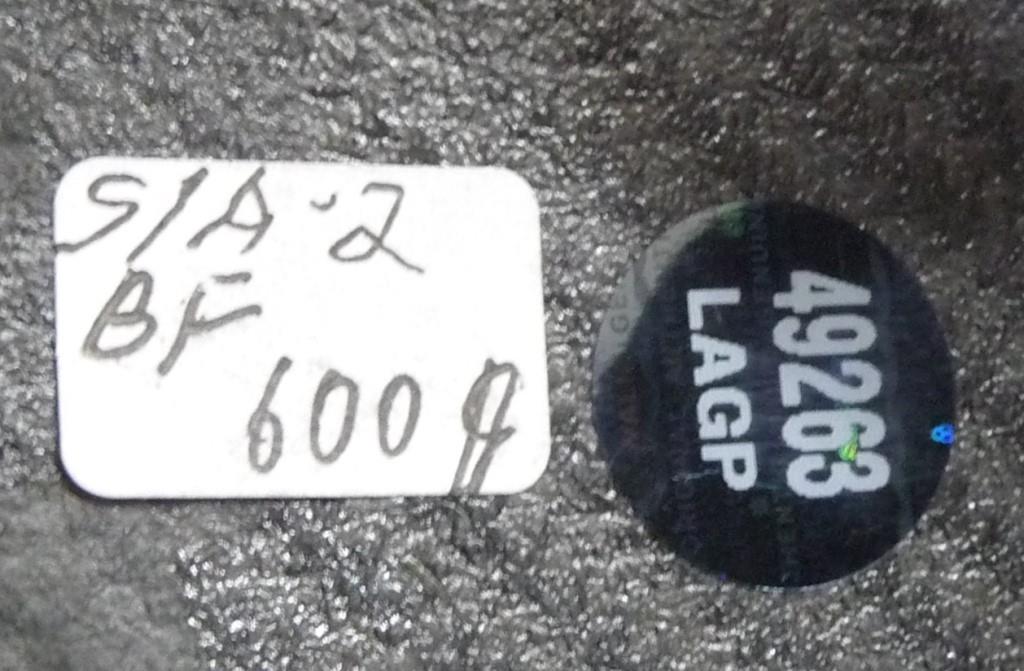 S/A-2
BF
600 g
49263
LAGP